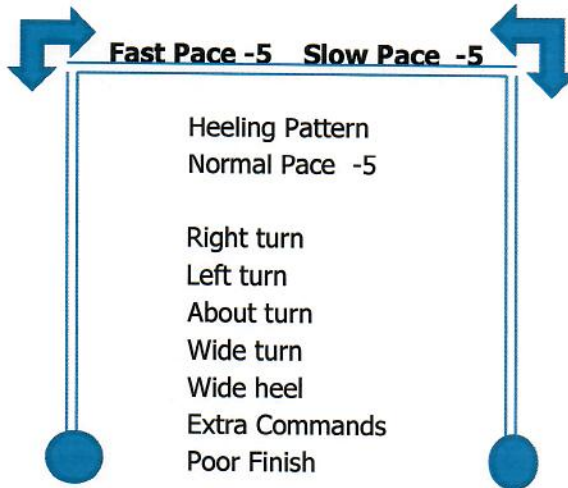 Fast Pace -5 Slow Pace -5
Heeling Pattern
Normal Pace -5
Right turn
Left turn
About turn
Wide turn
Wide heel
Extra Commands
Poor Finish